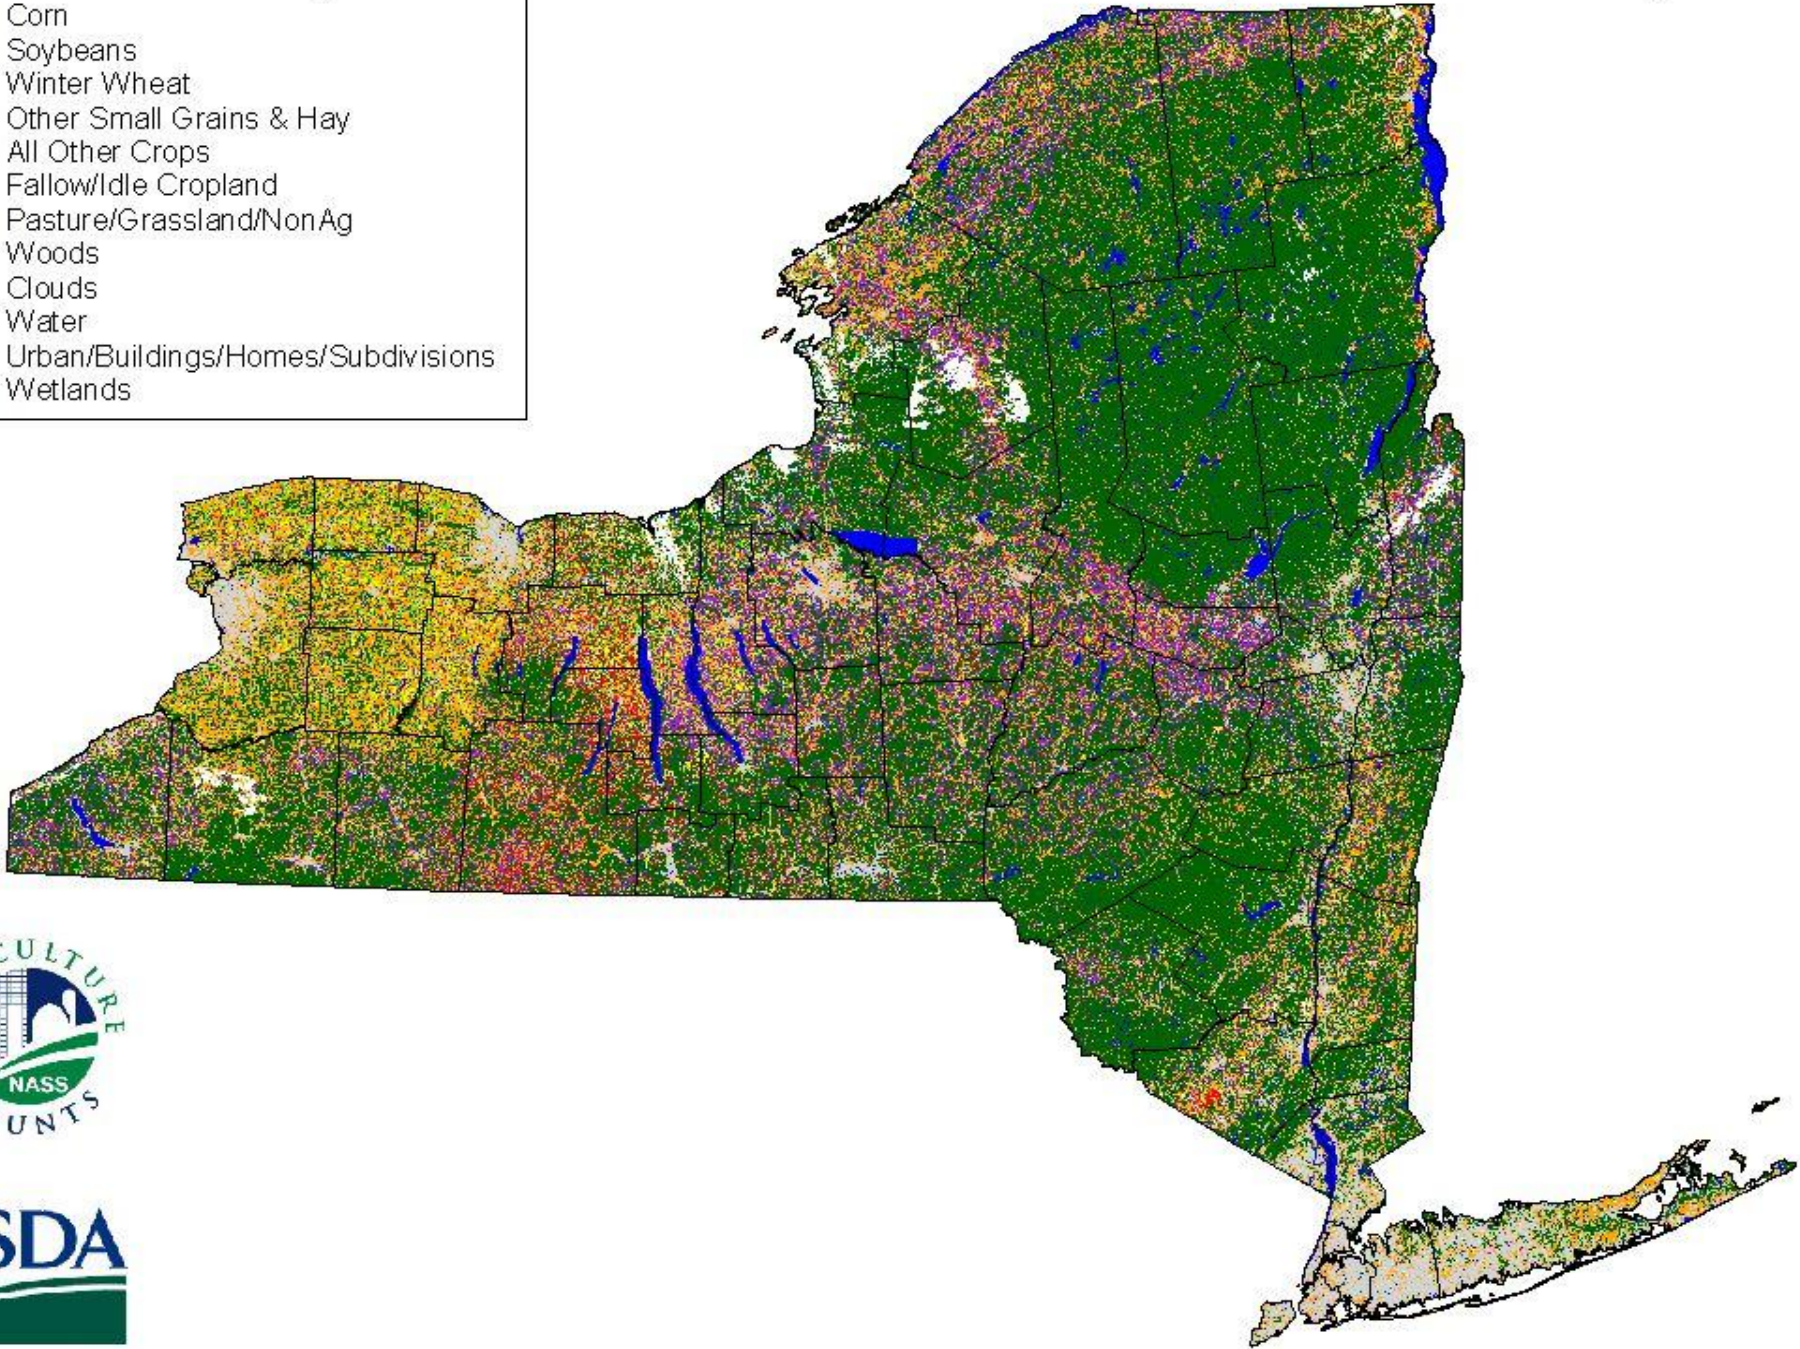 Corn
Soybeans
Winter Wheat
Other Small Grains & Hay
All Other Crops
Fallow/Idle Cropland
Pasture/Grassland/NonAg
Woods
Clouds
Water
Urban/Buildings/Homes/Subdivisions
Wetlands
CULTURE
NASS
UNTS
SDA